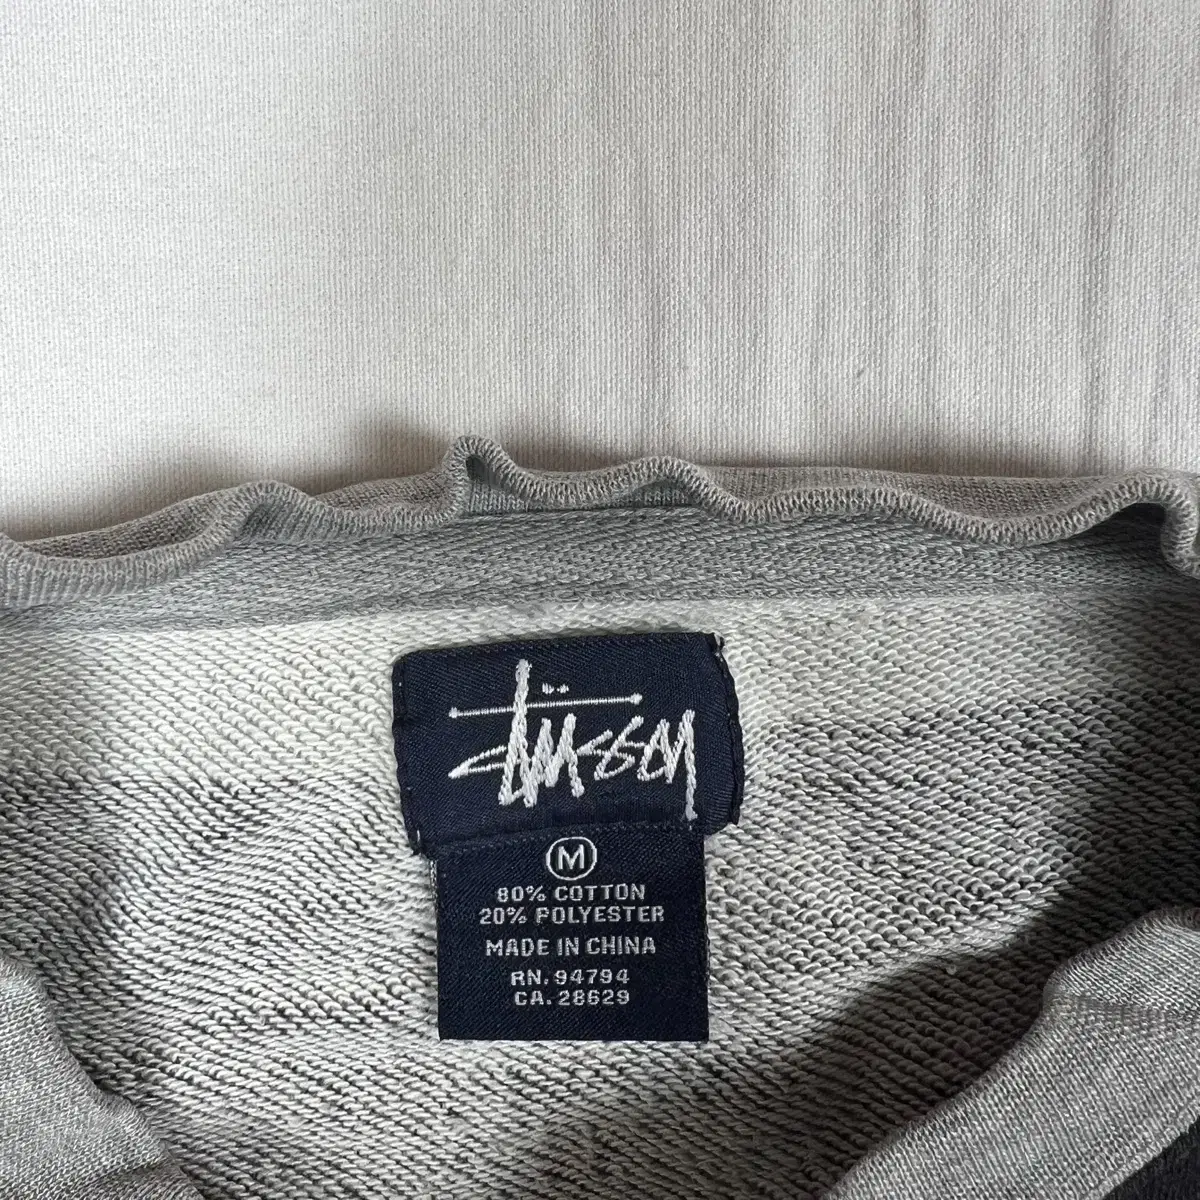 Stüssy
M
80% COTTON
20% POLYESTER
MADE IN CHINA
RN. 94794
CA. 28629